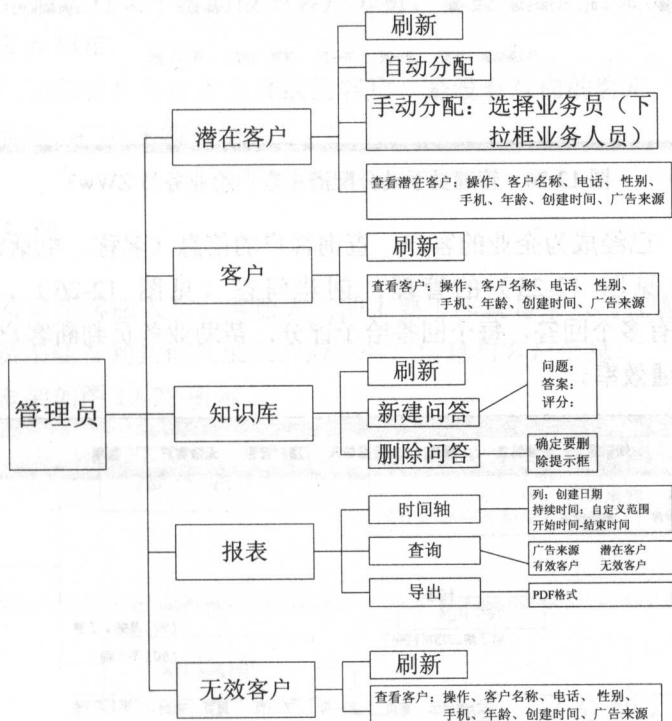 刷新
自动分配
手动分配：选择业务员（下
拉框业务人员）
潜在客户
查看潜在客户：操作、客户名称、电话、性别、
手机、年龄、创建时间、广告来源
刷新
客户
查看客户：操作、客户名称、电话、性别、
手机、年龄、创建时间、广告来源
管理员
刷新
知识库
新建问答
问题：
答案：
评分：
删除问答
确定要删
除提示框
时间轴
列：创建日期
持续时间：自定义范围
开始时间-结束时间
报表
查询
广告来源 潜在客户
有效客户 无效客户
导出
PDF格式
刷新
无效客户
查看客户：操作、客户名称、电话、性别、
手机、年龄、创建时间、广告来源